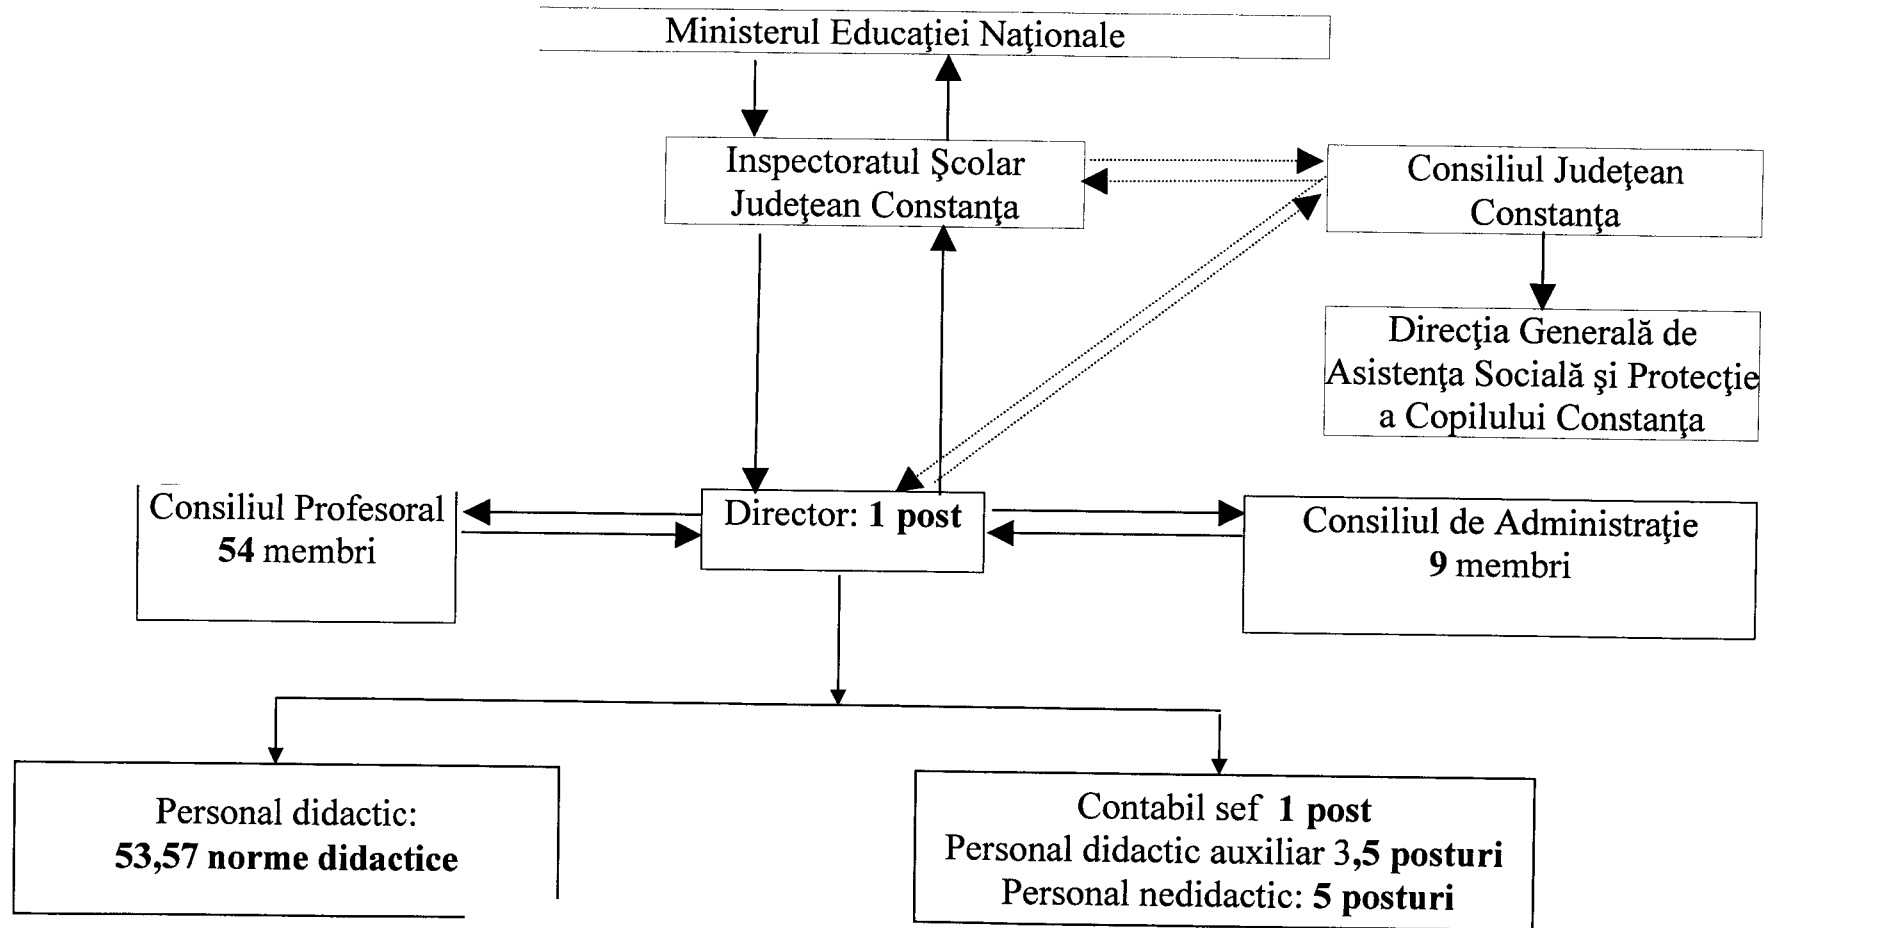 Ministerul Educaţiei Naţionale
Inspectoratul Şcolar
Judeţean Constanţa
Consiliul Judeţean
Constanţa
Direcţia Generală de
Asistenţa Socială şi Protecţie
a Copilului Constanţa
Consiliul Profesoral
54 membri
Director: 1 post
Consiliul de Administraţie
9 membri
Personal didactic:
53,57 norme didactice
Contabil sef 1 post
Personal didactic auxiliar 3,5 posturi
Personal nedidactic: 5 posturi